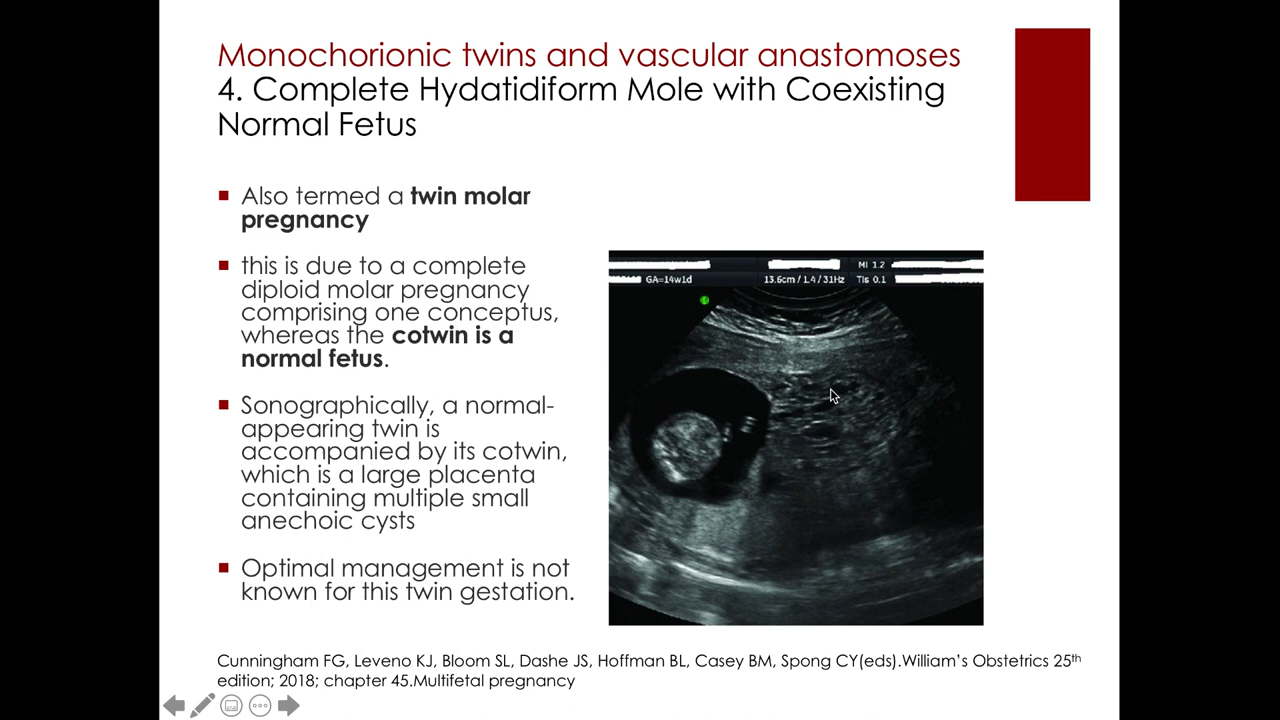 Monochorionic twins and vascular anastomoses
4. Complete Hydatidiform Mole with Coexisting
Normal Fetus
■ Also termed a twin molar
pregnancy
■ this is due to a complete
diploid molar pregnancy
comprising one conceptus,
whereas the cotwin is a
normal fetus.
■ Sonographically, a normal-
appearing twin is
accompanied by its cotwin,
which is a large placenta
containing multiple small
anechoic cysts
■ Optimal management is not
known for this twin gestation.
MI 1.2
GA=14w1d 13.6cm / 1.4 / 31Hz TIs 0.1
Cunningham FG, Leveno KJ, Bloom SL, Dashe JS, Hoffman BL, Casey BM, Spong CY(eds).William’s Obstetrics 25th
edition; 2018; chapter 45.Multifetal pregnancy